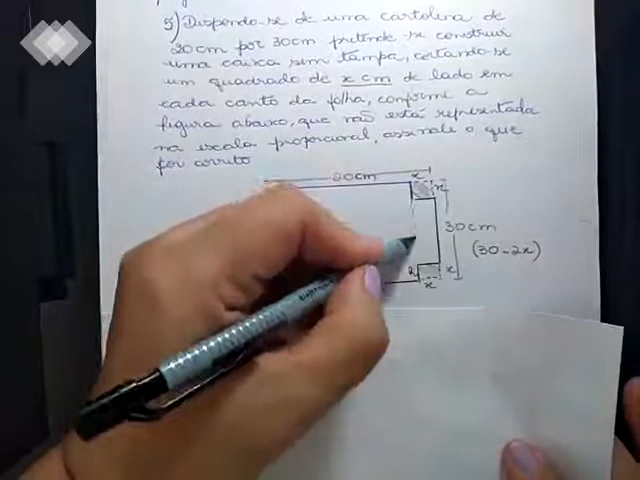 5) Dispondo-se de uma cartolina de
20cm por 30cm pretende-se construir
uma caixa sem tampa, cortando-se
um quadrado de x cm de lado em
cada canto da folha, conforme a
figura abaixo, que não está representada
na escala proporcional, assinale o que
for correto
20cm x
x
30cm
(30-2x)
x
x